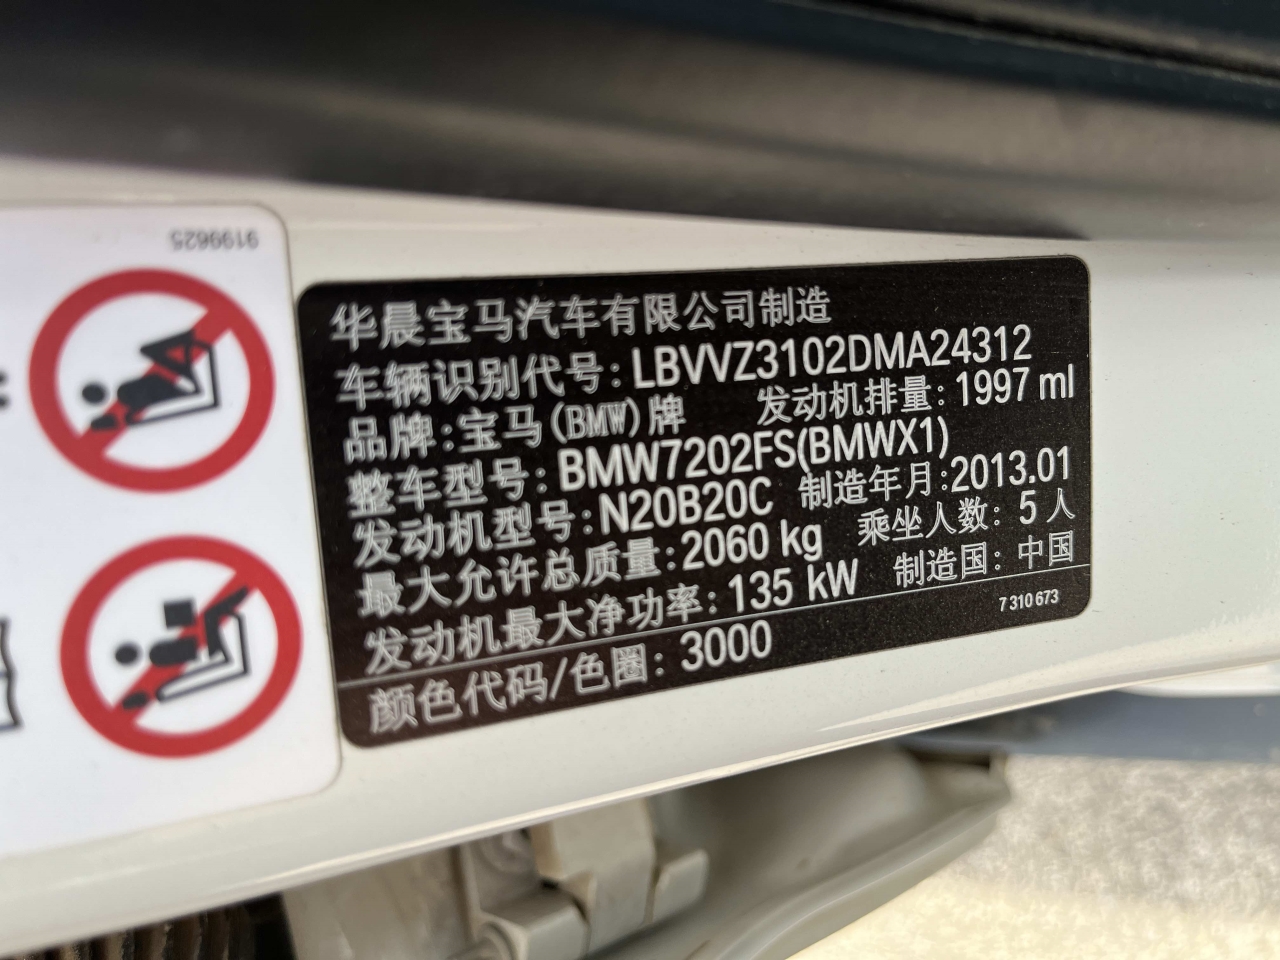 9199625
华晨宝马汽车有限公司制造
车辆识别代号: LBVVZ3102DMA24312
品牌: 宝马(BMW)牌 发动机排量: 1997 ml
整车型号: BMW7202FS(BMWX1)
发动机型号: N20B20C 制造年月: 2013.01
最大允许总质量: 2060 kg 乘坐人数: 5 人
发动机最大净功率: 135 kW 制造国: 中国
颜色代码/色圈: 3000 7 310 673